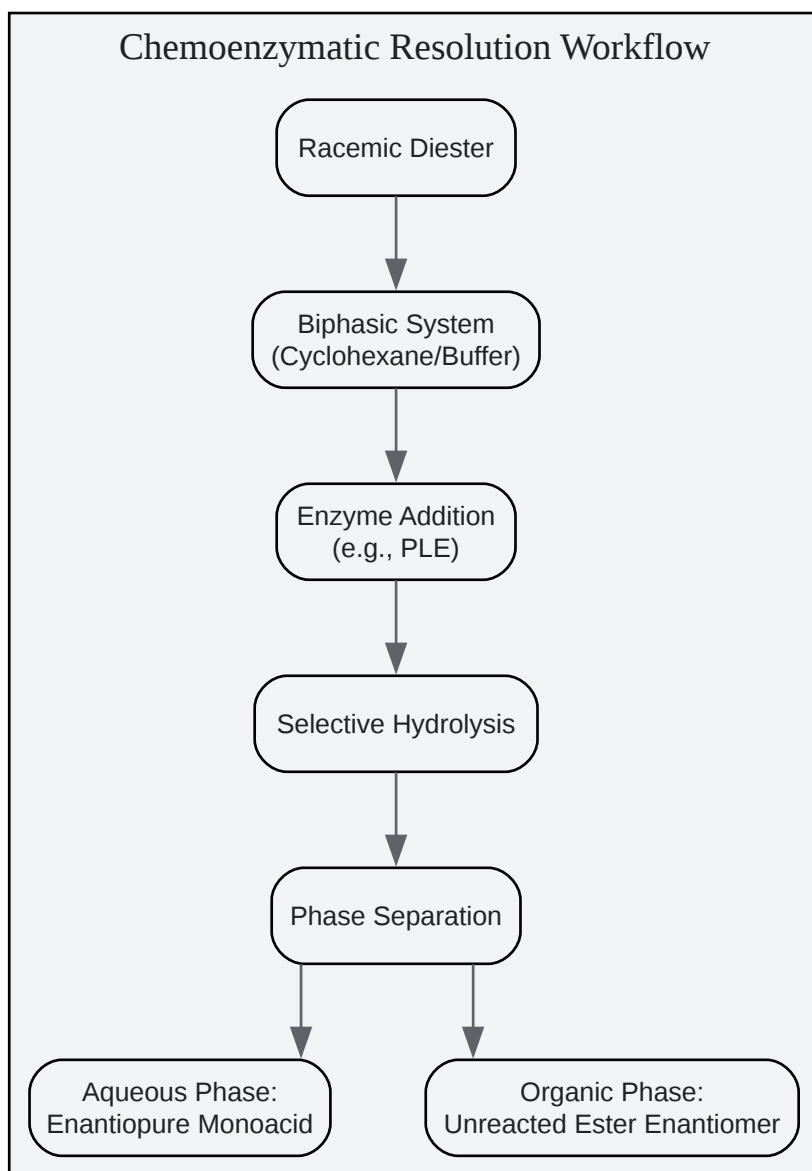 Chemoenzymatic Resolution Workflow
Racemic Diester
Biphasic System
(Cyclohexane/Buffer)
Enzyme Addition
(e.g., PLE)
Selective Hydrolysis
Phase Separation
Aqueous Phase:
Enantiopure Monoacid
Organic Phase:
Unreacted Ester Enantiomer